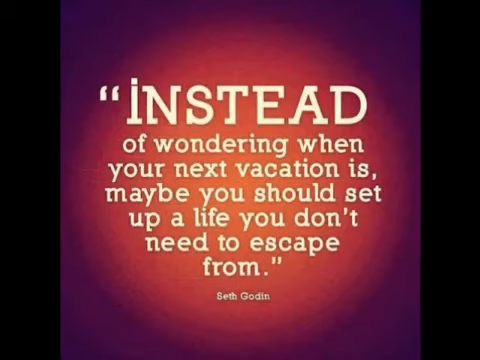 “iNSTEAD
of wondering when
your next vacation is,
maybe you should set
up a life you don't
need to escape
from.”
Seth Godin